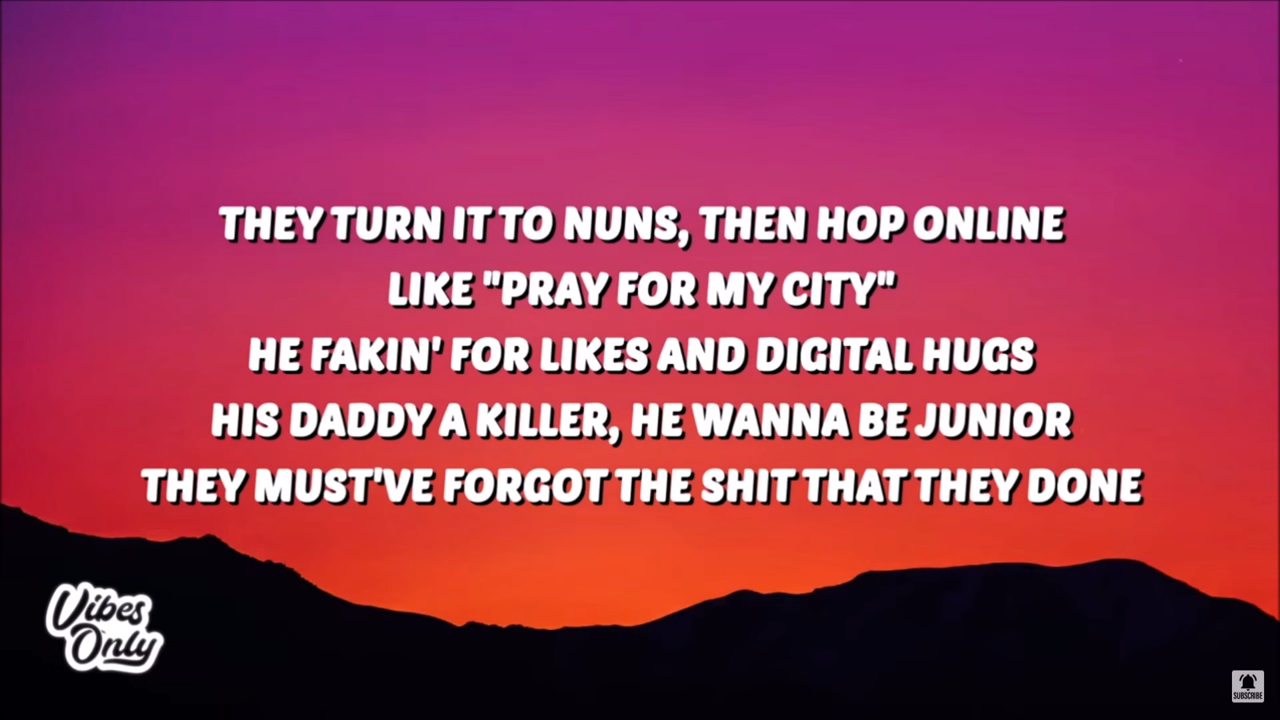 THEY TURN IT TO NUNS, THEN HOP ONLINE
LIKE "PRAY FOR MY CITY"
HE FAKIN' FOR LIKES AND DIGITAL HUGS
HIS DADDY A KILLER, HE WANNA BE JUNIOR
THEY MUST'VE FORGOT THE SHIT THAT THEY DONE
Vibes
Only
SUBSCRIBE